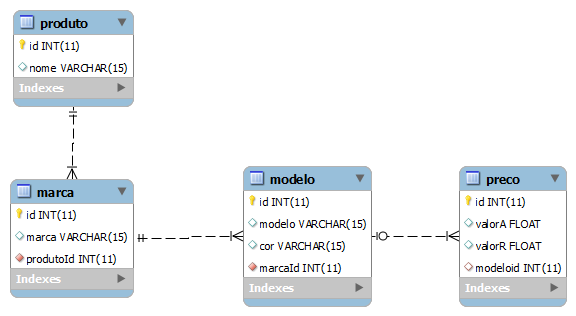 produto
id INT(11)
nome VARCHAR(15)
Indexes
marca
id INT(11)
marca VARCHAR(15)
produtoId INT(11)
Indexes
modelo
id INT(11)
modelo VARCHAR(15)
cor VARCHAR(15)
marcaId INT(11)
Indexes
preco
id INT(11)
valorA FLOAT
valorR FLOAT
modeloid INT(11)
Indexes